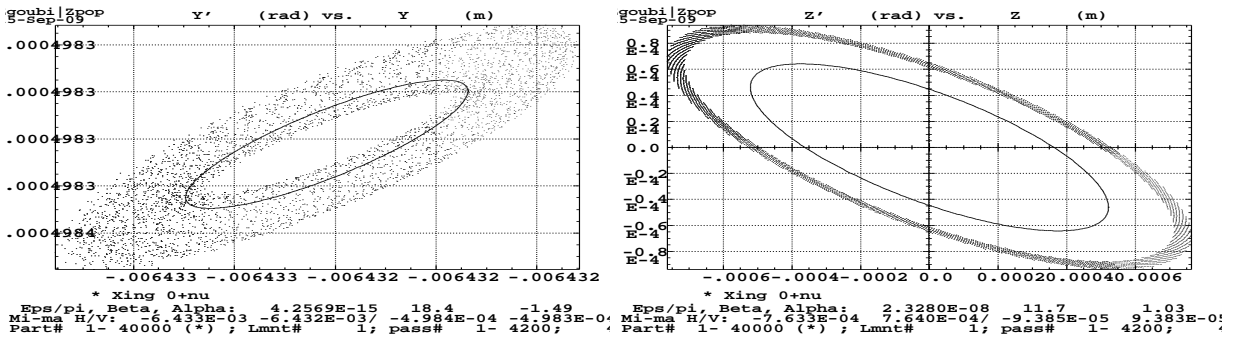 goubi|Zpop
5-Sep-09
Y' (rad) vs. Y (m)
.0004983
.0004983
.0004983
.0004983
.0004984
-.006433 -.006433 -.006432 -.006432 -.006432
* Xing 0+nu
Eps/pi, Beta, Alpha: 4.2569E-15 18.4 -1.49
Mi-ma H/V: -6.433E-03 -6.432E-03/ -4.984E-04 -4.983E-04
Part# 1- 40000 (*) ; Lmnt# 1; pass# 1- 4200;
goubi|Zpop
5-Sep-09
Z' (rad) vs. Z (m)
0.8
E-4
0.6
E-4
0.4
E-4
0.2
E-4
0.0
-0.2
E-4
-0.4
E-4
-0.6
E-4
-0.8
E-4
-.0006 -.0004 -.0002 0.0 0.0002 0.0004 0.0006
* Xing 0+nu
Eps/pi, Beta, Alpha: 2.3280E-08 11.7 1.03
Mi-ma H/V: -7.633E-04 7.640E-04/ -9.385E-05 9.383E-05
Part# 1- 40000 (*) ; Lmnt# 1; pass# 1- 4200;